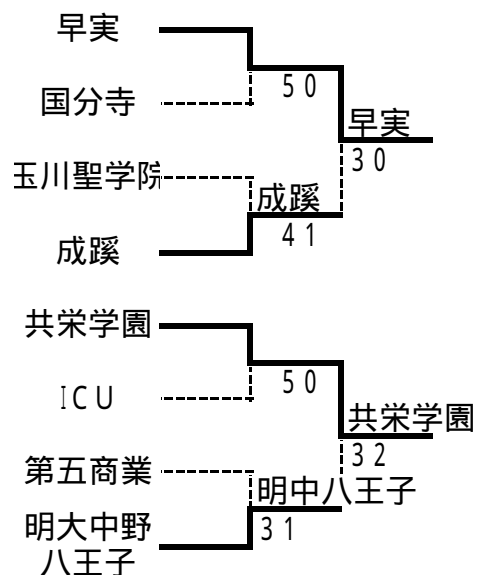 早実
５０
国分寺
早実
３０
玉川聖学院
成蹊
４１
成蹊
共栄学園
５０
ＩＣＵ
共栄学園
３２
第五商業
明中八王子
３１
明大中野
八王子